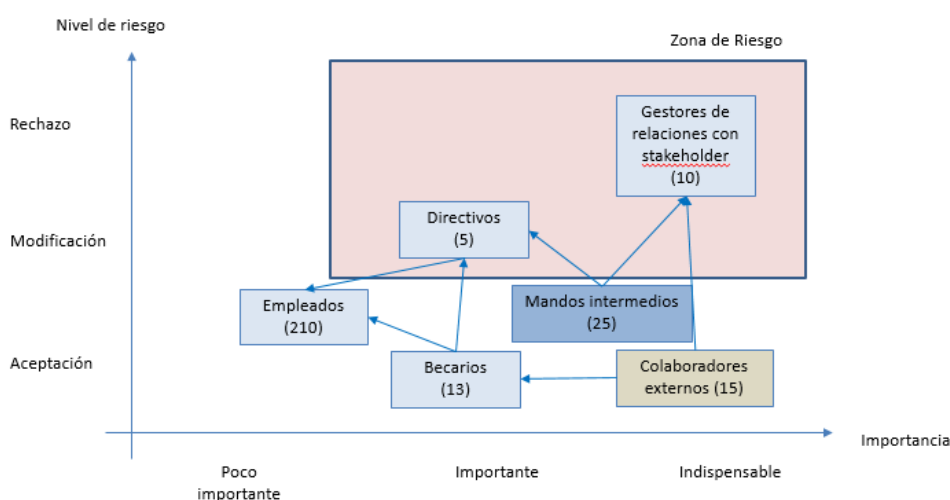 Nivel de riesgo
Zona de Riesgo
Rechazo
Gestores de
relaciones con
stakeholder
(10)
Directivos
(5)
Modificación
Empleados
(210)
Mandos intermedios
(25)
Aceptación
Becarios
(13)
Colaboradores
externos (15)
Importancia
Poco
importante
Importante
Indispensable